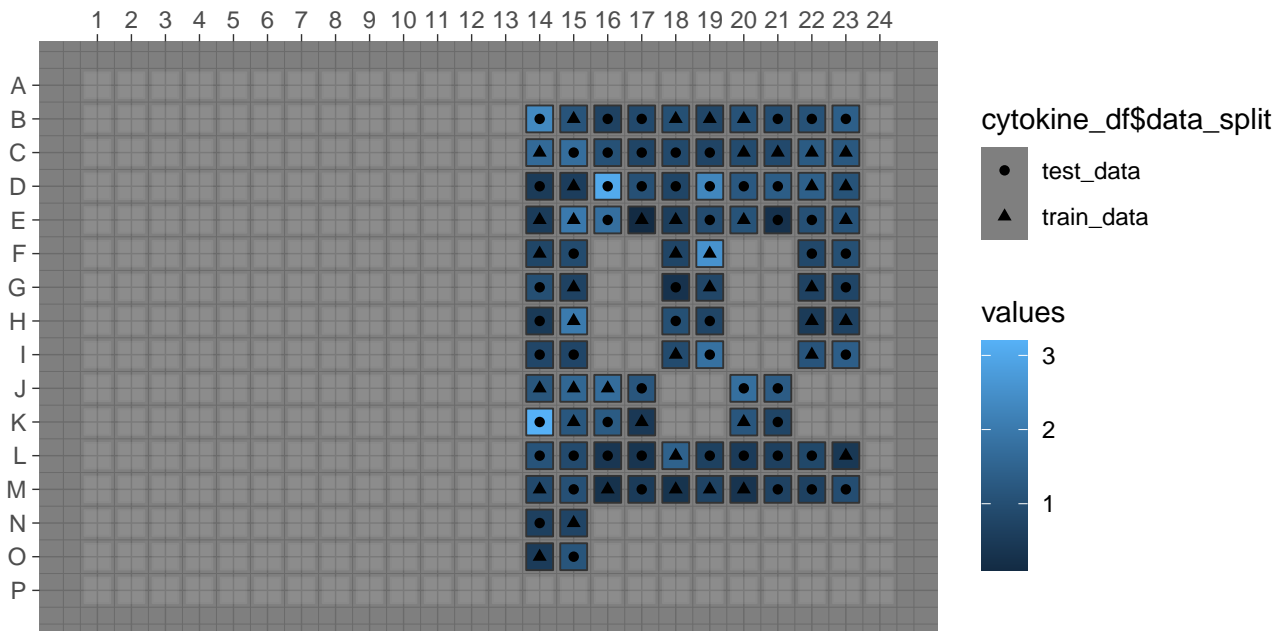 1 2 3 4 5 6 7 8 9 10 11 12 13 14 15 16 17 18 19 20 21 22 23 24
A
B
C
D
E
F
G
H
I
J
K
L
M
N
O
P
cytokine_df$data_split
test_data
train_data
values
3
2
1